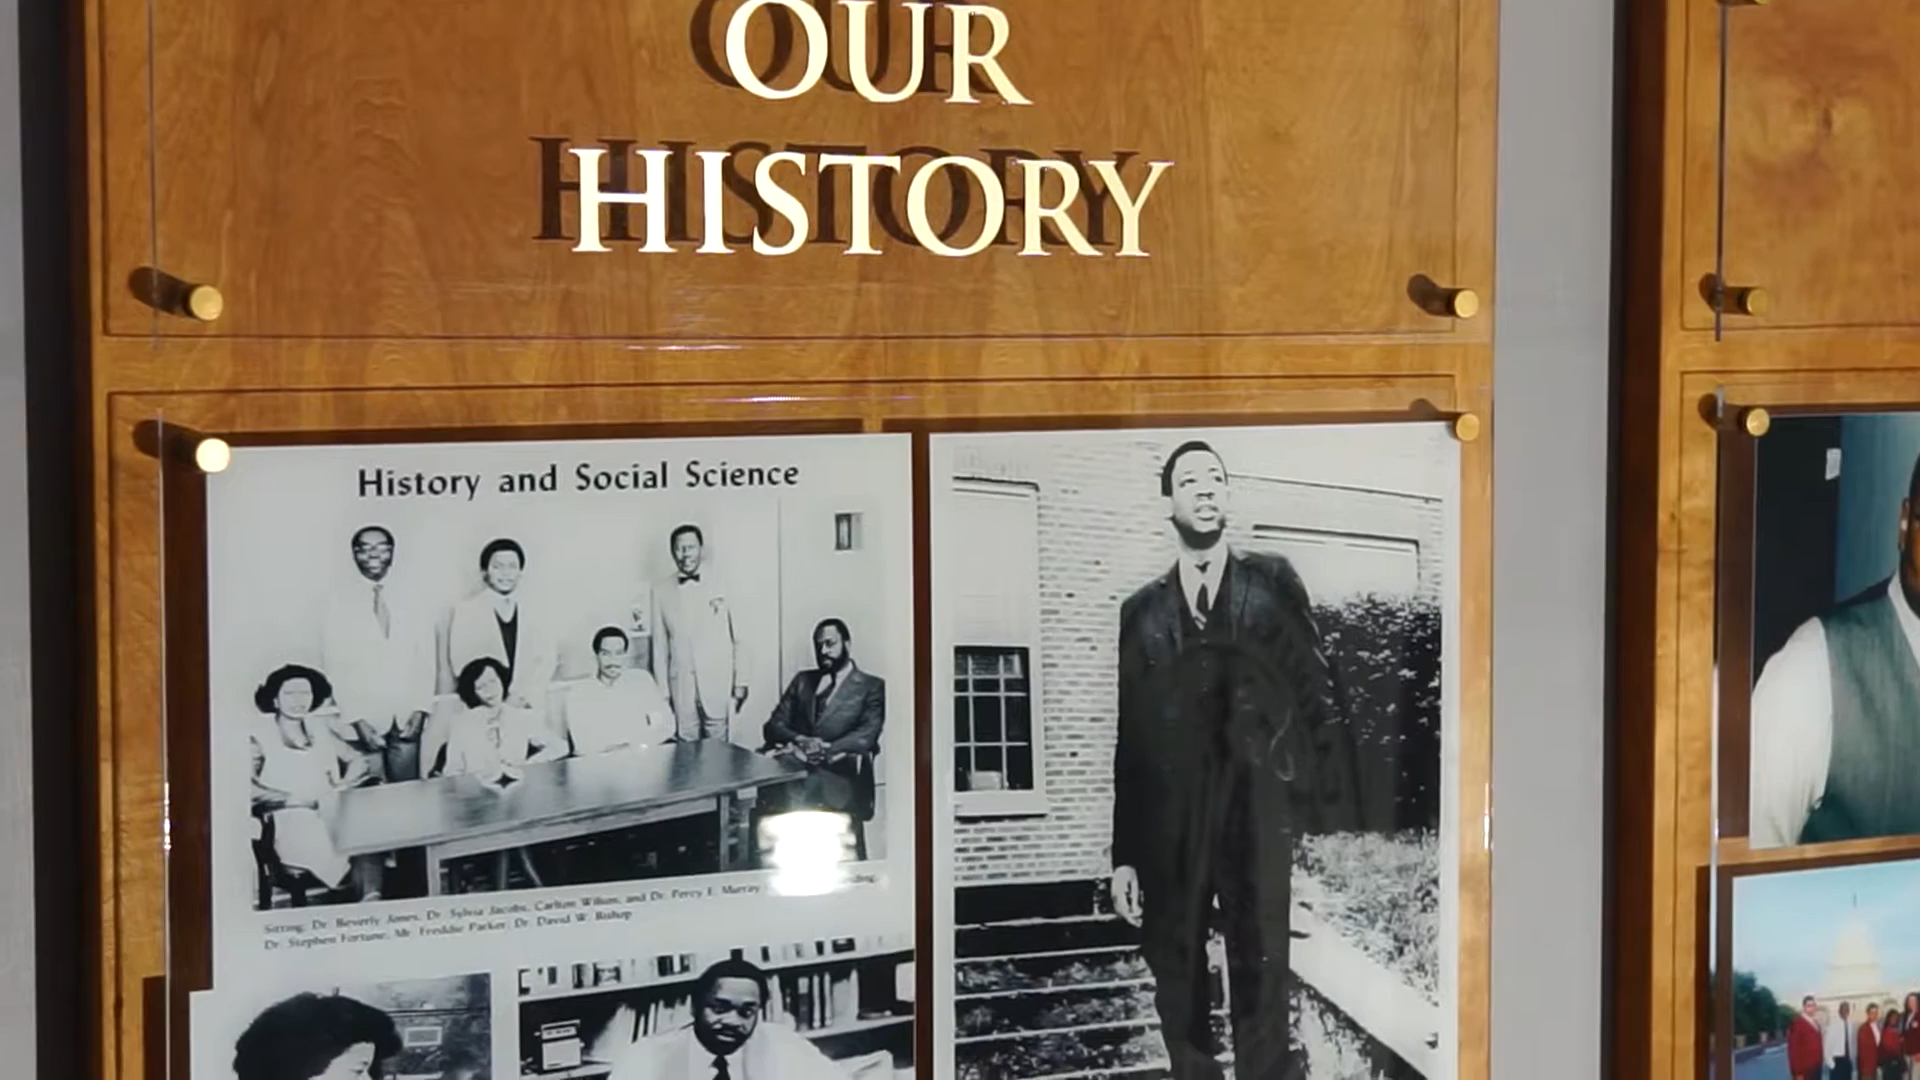 OUR
HISTORY
History and Social Science
Sitting: Dr. Beverly Jones, Dr. Sylvia Jacobs, Carlton Wilson, and Dr. Percy E. Murray
Dr. Stephen Fortune, Mr. Freddie Parker, Dr. David W. Bishop